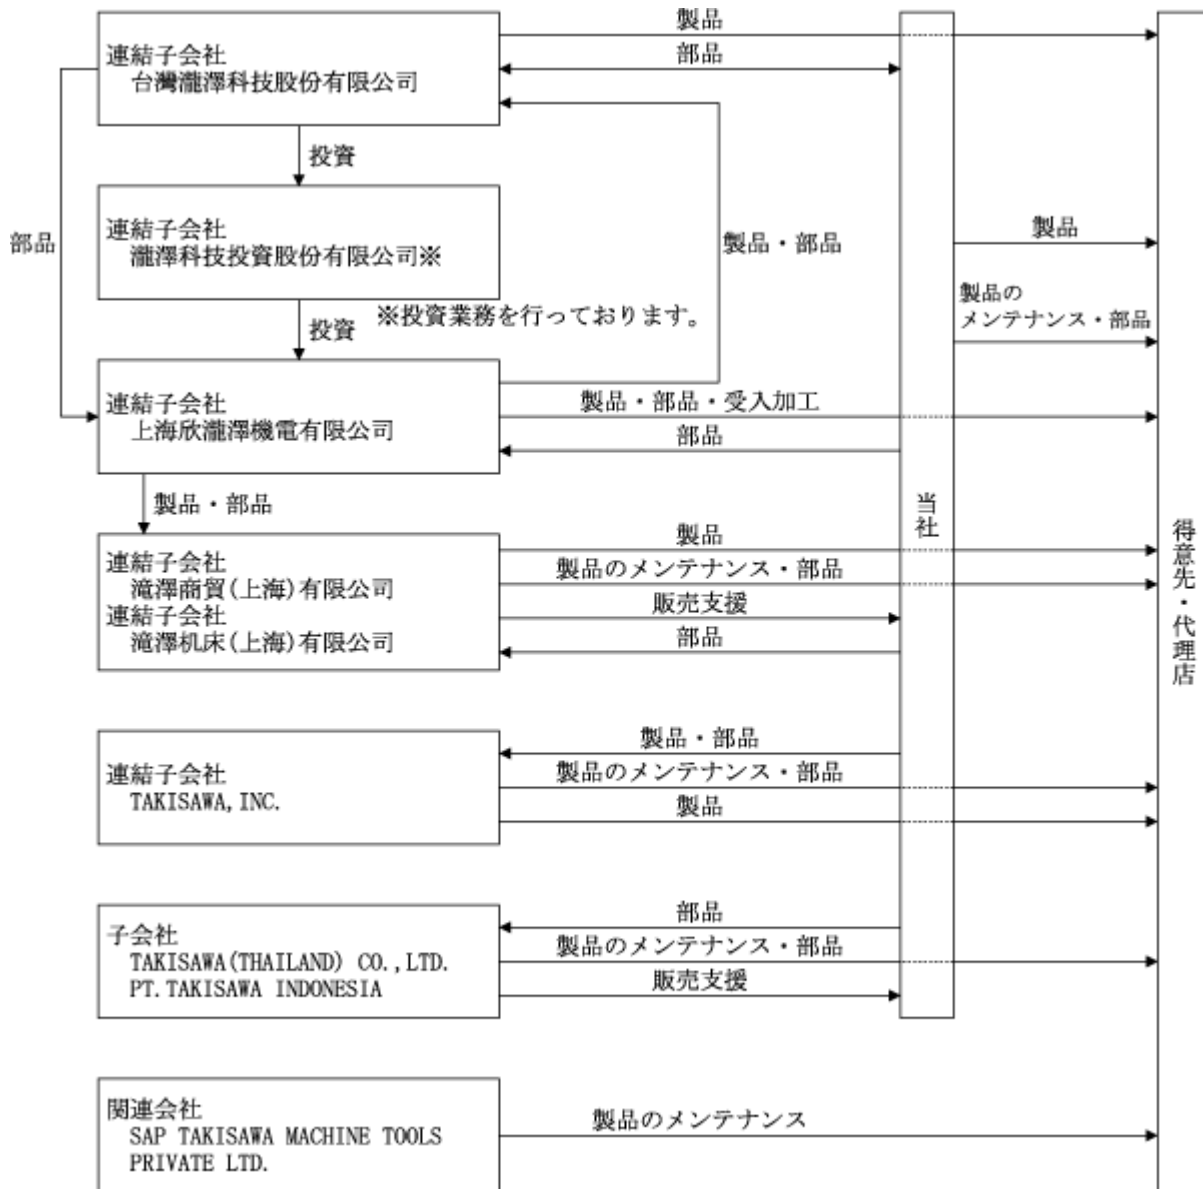 製品
連結子会社
台灣瀧澤科技股份有限公司
部品
投資
部品
連結子会社
瀧澤科技投資股份有限公司※
製品・部品
製品
製品の
メンテナンス・部品
※投資業務を行っております。
投資
連結子会社
上海欣瀧澤機電有限公司
製品・部品・受入加工
部品
製品・部品
当社
得意先・代理店
連結子会社
滝澤商貿(上海)有限公司
連結子会社
滝澤机床(上海)有限公司
製品
製品のメンテナンス・部品
販売支援
部品
連結子会社
TAKISAWA,INC.
製品・部品
製品のメンテナンス・部品
製品
子会社
TAKISAWA(THAILAND) CO.,LTD.
PT.TAKISAWA INDONESIA
部品
製品のメンテナンス・部品
販売支援
関連会社
SAP TAKISAWA MACHINE TOOLS
PRIVATE LTD.
製品のメンテナンス